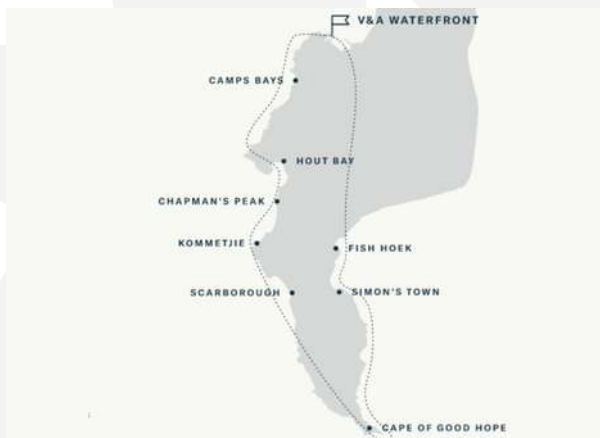 V&A WATERFRONT
CAMPS BAYS
HOUT BAY
CHAPMAN'S PEAK
KOMMETJIE
FISH HOEK
SCARBOROUGH
SIMON'S TOWN
CAPE OF GOOD HOPE